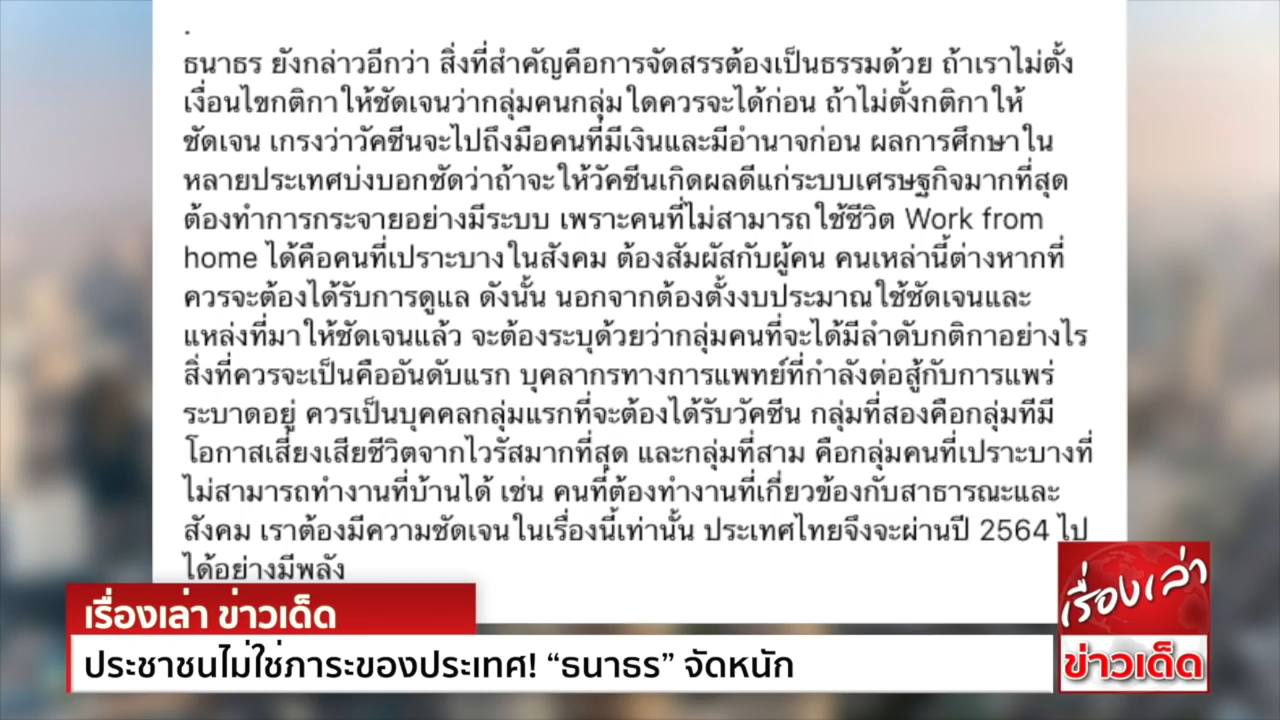 .
ธนาธร ยังกล่าวอีกว่า สิ่งที่สำคัญคือการจัดสรรต้องเป็นธรรมด้วย ถ้าเราไม่ตั้ง
เงื่อนไขกติกาให้ชัดเจนว่ากลุ่มคนกลุ่มใดควรจะได้ก่อน ถ้าไม่ตั้งกติกาให้
ชัดเจน เกรงว่าวัคซีนจะไปถึงมือคนที่มีเงินและมีอำนาจก่อน ผลการศึกษาใน
หลายประเทศบ่งบอกชัดว่าถ้าจะให้วัคซีนเกิดผลดีแก่ระบบเศรษฐกิจมากที่สุด
ต้องทำการกระจายอย่างมีระบบ เพราะคนที่ไม่สามารถใช้ชีวิต Work from
home ได้คือคนที่เปราะบางในสังคม ต้องสัมผัสกับผู้คน คนเหล่านี้ต่างหากที่
ควรจะต้องได้รับการดูแล ดังนั้น นอกจากต้องตั้งงบประมาณใช้ชัดเจนและ
แหล่งที่มาให้ชัดเจนแล้ว จะต้องระบุด้วยว่ากลุ่มคนที่จะได้มีลำดับกติกาอย่างไร
สิ่งที่ควรจะเป็นคืออันดับแรก บุคลากรทางการแพทย์ที่กำลังต่อสู้กับการแพร่
ระบาดอยู่ ควรเป็นบุคคลกลุ่มแรกที่จะต้องได้รับวัคซีน กลุ่มที่สองคือกลุ่มทีมี
โอกาสเสี่ยงเสียชีวิตจากไวรัสมากที่สุด และกลุ่มที่สาม คือกลุ่มคนที่เปราะบางที่
ไม่สามารถทำงานที่บ้านได้ เช่น คนที่ต้องทำงานที่เกี่ยวข้องกับสาธารณะและ
สังคม เราต้องมีความชัดเจนในเรื่องนี้เท่านั้น ประเทศไทยจึงจะผ่านปี 2564 ไป
ได้อย่างมีพลัง
เรื่องเล่า ข่าวเด็ด
ประชาชนไม่ใช่ภาระของประเทศ! “ธนาธร” จัดหนัก
เรื่องเล่า
ข่าวเด็ด